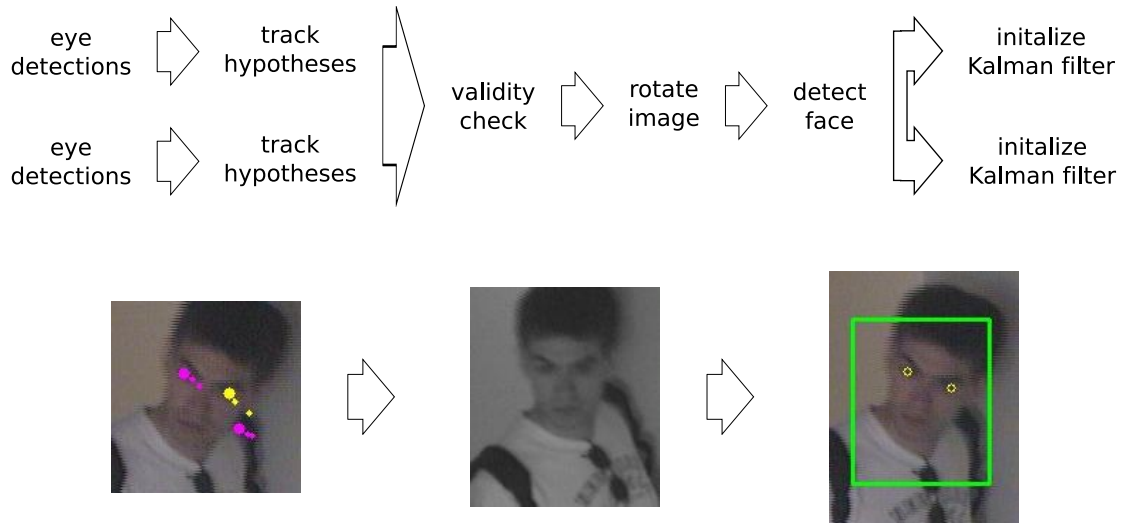 eye
detections
track
hypotheses
eye
detections
track
hypotheses
validity
check
rotate
image
detect
face
initalize
Kalman filter
initalize
Kalman filter